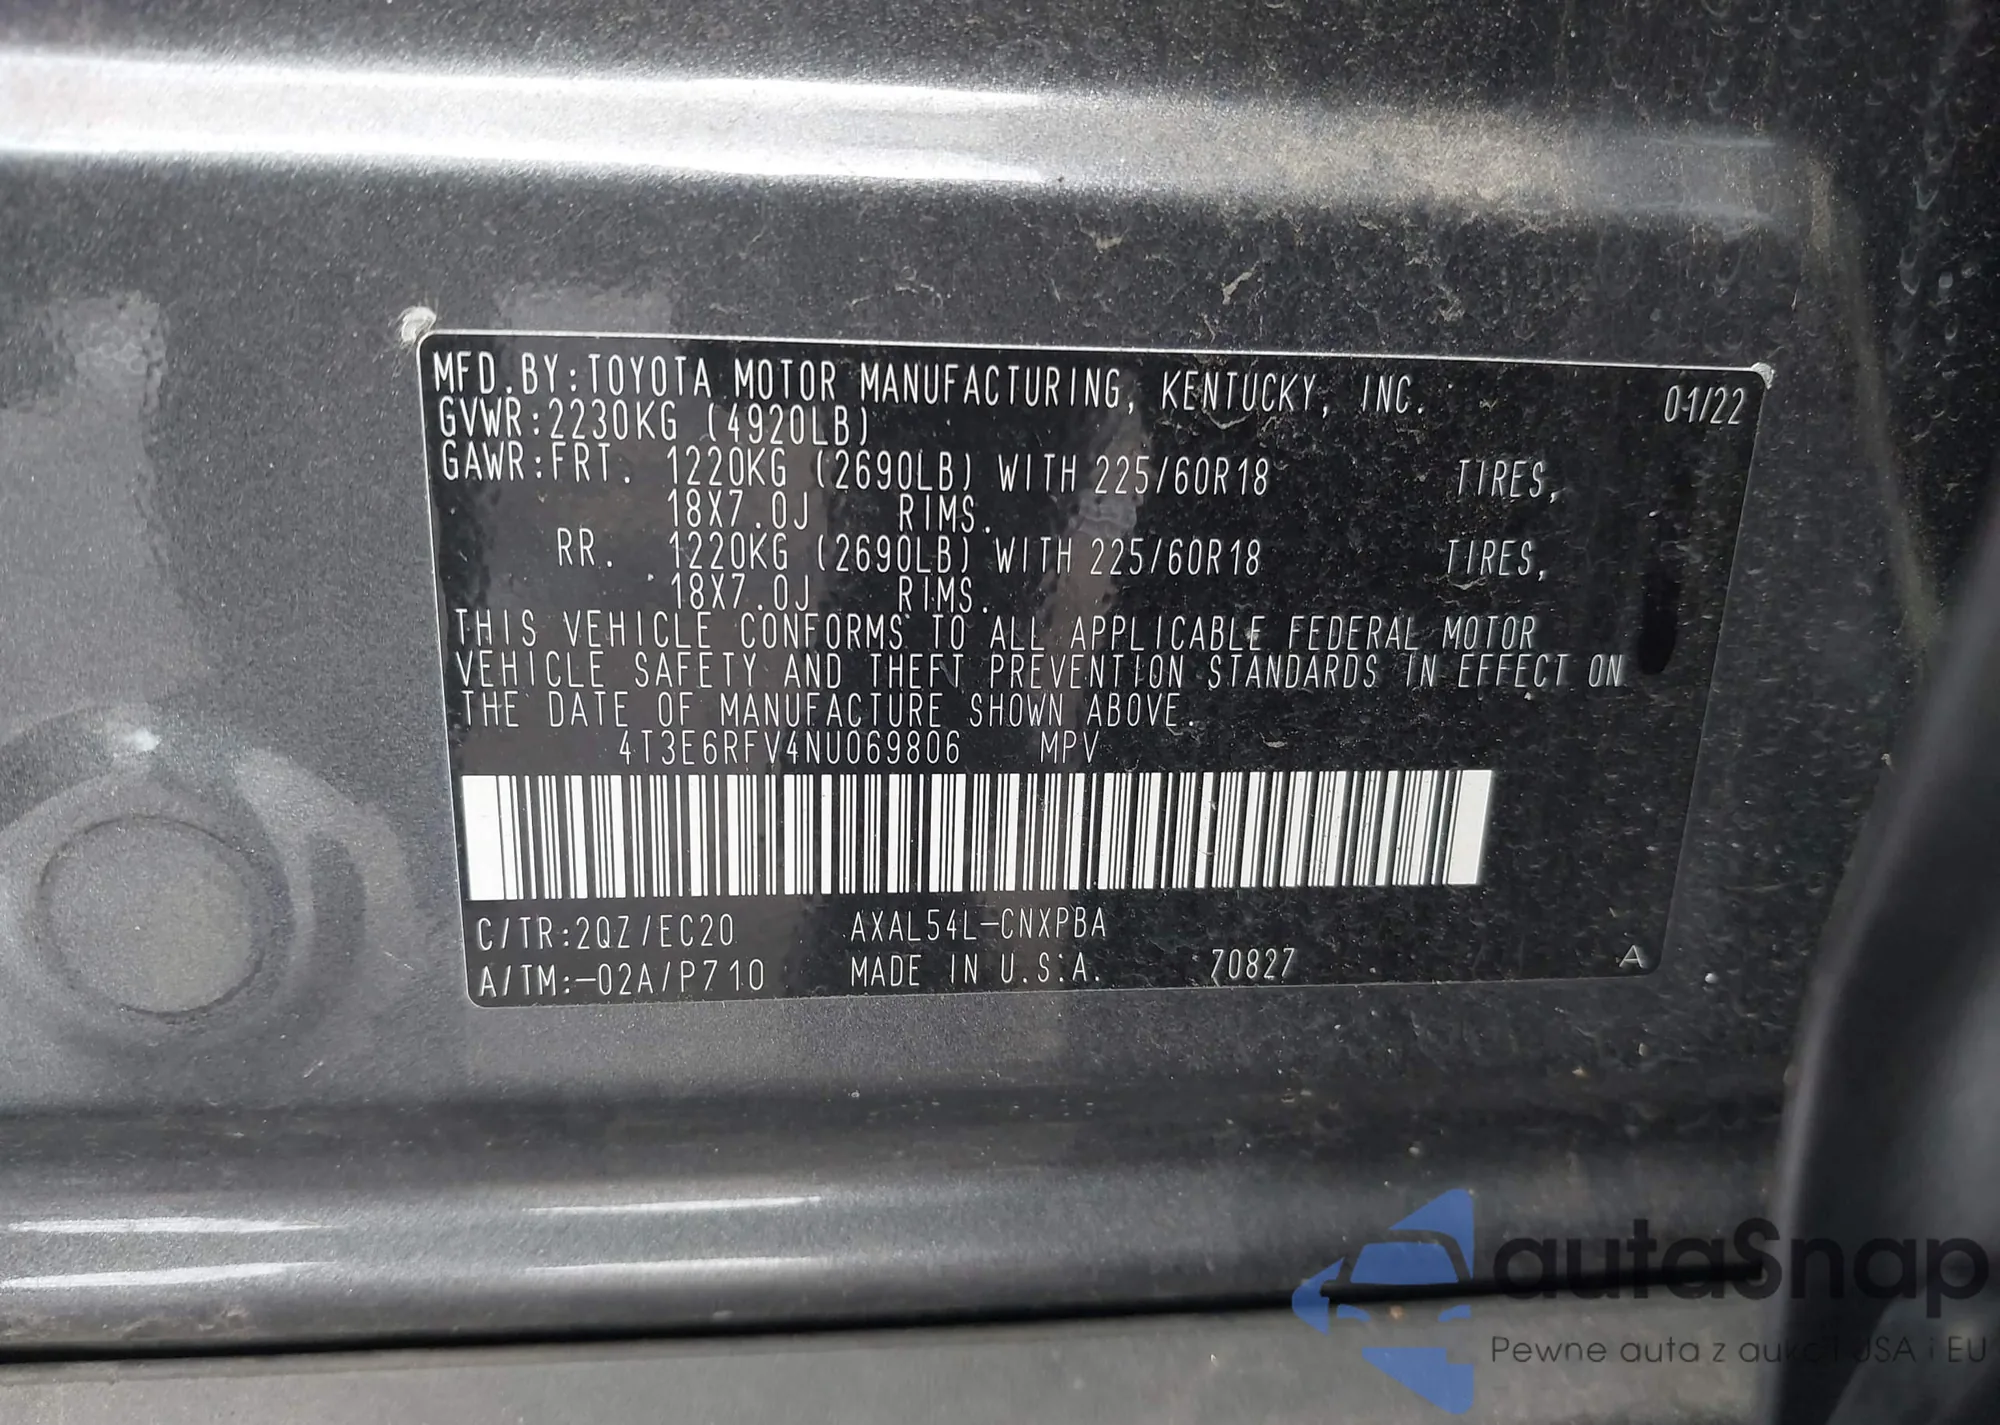 MFD.BY:TOYOTA MOTOR MANUFACTURING, KENTUCKY, INC. 01/22
GVWR:2230KG (4920LB)
GAWR:FRT. 1220KG (2690LB) WITH 225/60R18 TIRES,
18X7.0J RIMS.
RR. 1220KG (2690LB) WITH 225/60R18 TIRES,
18X7.0J RIMS.
THIS VEHICLE CONFORMS TO ALL APPLICABLE FEDERAL MOTOR
VEHICLE SAFETY AND THEFT PREVENTION STANDARDS IN EFFECT ON
THE DATE OF MANUFACTURE SHOWN ABOVE.
4T3E6RFV4NU069806 MPV
C/TR:2QZ/EC20 AXAL54L-CNXPBA
A/TM:-02A/P710 MADE IN U.S.A. 70827 A
autaSnap
Pewne auta z aukcji USA i EU